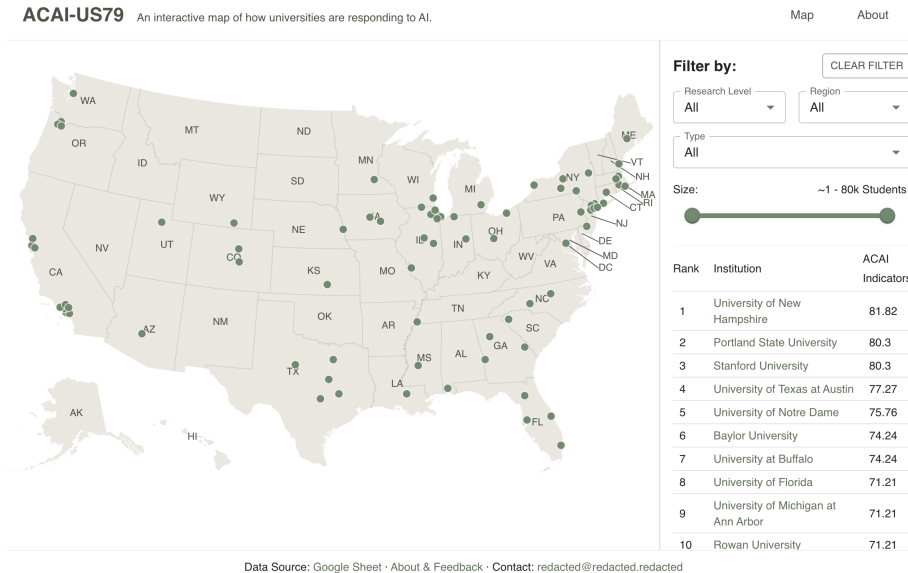 ACAI-US79 An interactive map of how universities are responding to AI. Map About
Filter by: CLEAR FILTER
Research Level Region
All All
Type
All
Size: ~1 - 80k Students
Rank Institution ACAI Indicators
1 University of New Hampshire 81.82
2 Portland State University 80.3
3 Stanford University 80.3
4 University of Texas at Austin 77.27
5 University of Notre Dame 75.76
6 Baylor University 74.24
7 University at Buffalo 74.24
8 University of Florida 71.21
9 University of Michigan at Ann Arbor 71.21
10 Rowan University 71.21
WA
MT
ND
ME
OR
MN
VT
ID
SD
WI
MI
NY
NH
WY
MA
RI
CT
IA
PA
NJ
NE
OH
NV
UT
CO
IL
IN
DE
MD
DC
WV
VA
CA
KS
MO
KY
NC
TN
AZ
NM
OK
AR
SC
MS
AL
GA
TX
LA
AK
FL
HI
Data Source: Google Sheet · About & Feedback · Contact: redacted@redacted.redacted